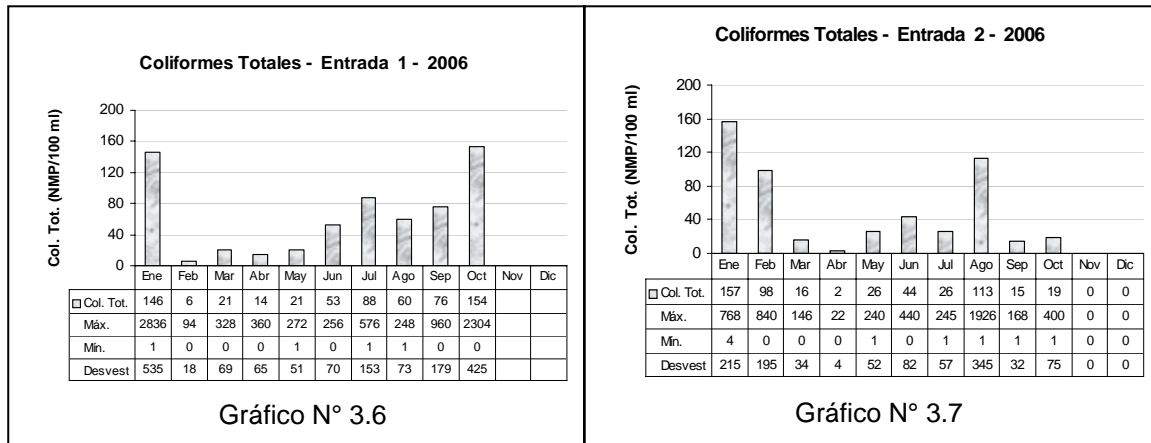 Coliformes Totales - Entrada 1 - 2006
Col. Tot. (NMP/100 ml)
200
160
120
80
40
0
Ene Feb Mar Abr May Jun Jul Ago Sep Oct Nov Dic
Col. Tot. 146 6 21 14 21 53 88 60 76 154
Máx. 2836 94 328 360 272 256 576 248 960 2304
Mín. 1 0 0 0 1 0 1 1 0 1
Desvest 535 18 69 65 51 70 153 73 179 425
Gráfico N° 3.6
Coliformes Totales - Entrada 2 - 2006
Col. Tot. (NMP/100 ml)
200
160
120
80
40
0
Ene Feb Mar Abr May Jun Jul Ago Sep Oct Nov Dic
Col. Tot. 157 98 16 2 26 44 26 113 15 19 0 0
Máx. 768 840 146 22 240 440 245 1926 168 400 0 0
Mín. 4 0 0 0 1 0 1 1 1 1 0 0
Desvest 215 195 34 4 52 82 57 345 32 75 0 0
Gráfico N° 3.7